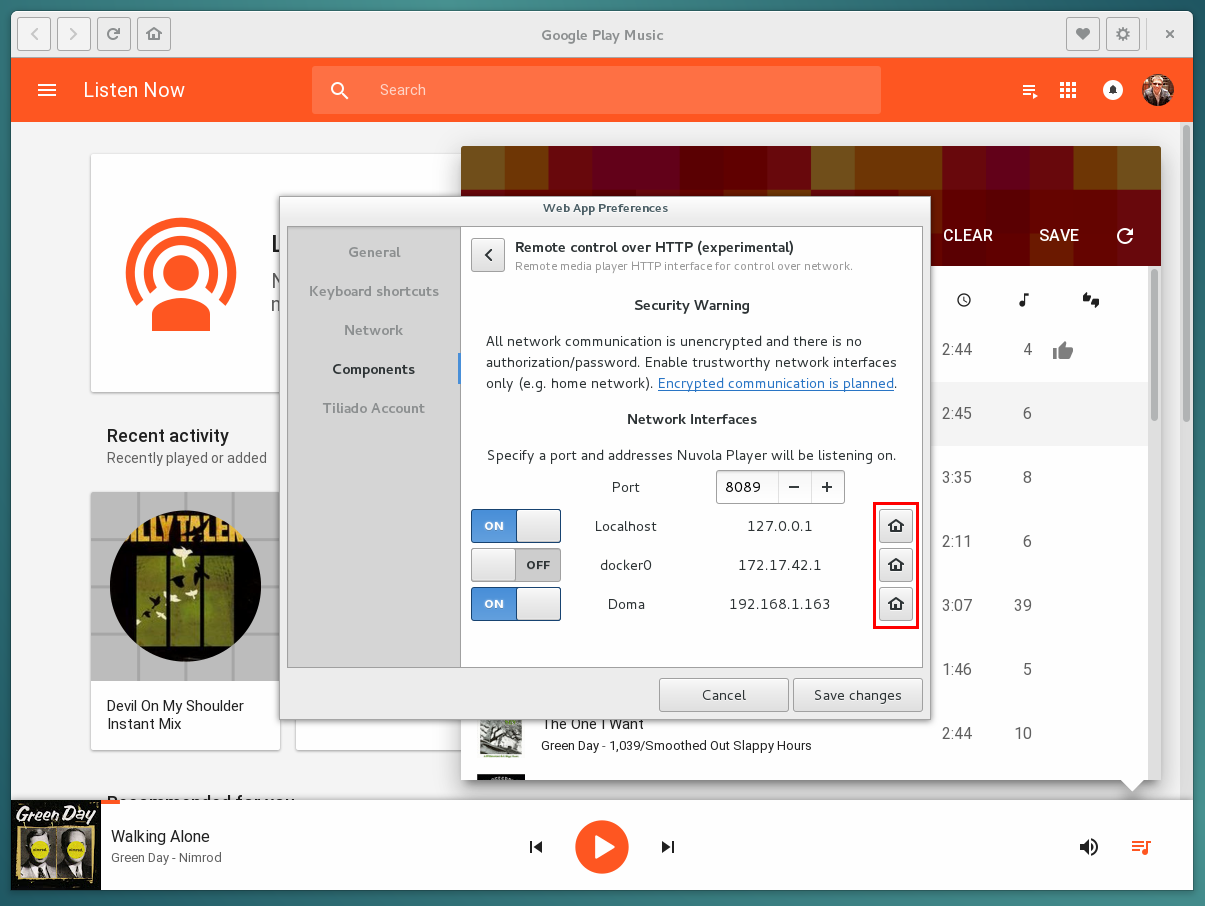 Google Play Music
Listen Now
Search
CLEAR
SAVE
L
N
n
Web App Preferences
General
Keyboard shortcuts
Network
Components
Tiliado Account
Remote control over HTTP (experimental)
Remote media player HTTP interface for control over network.
Security Warning
All network communication is unencrypted and there is no
authorization/password. Enable trustworthy network interfaces
only (e.g. home network). Encrypted communication is planned.
Network Interfaces
Specify a port and addresses Nuvola Player will be listening on.
Port 8089
ON Localhost 127.0.0.1
OFF docker0 172.17.42.1
ON Doma 192.168.1.163
Cancel Save changes
2:44 4
2:45 6
3:35 8
2:11 6
3:07 39
1:46 5
2:44 10
Recent activity
Recently played or added
BILLY TALEN
Devil On My Shoulder
Instant Mix
The One I Want
Green Day - 1,039/Smoothed Out Slappy Hours
Recommended for you
Green Day
nimrod.
nimrod.
Walking Alone
Green Day - Nimrod